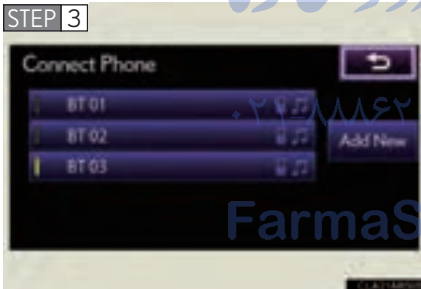 STEP 3
Connect Phone
BT 01
BT 02
Add New
BT 03
FarmaS